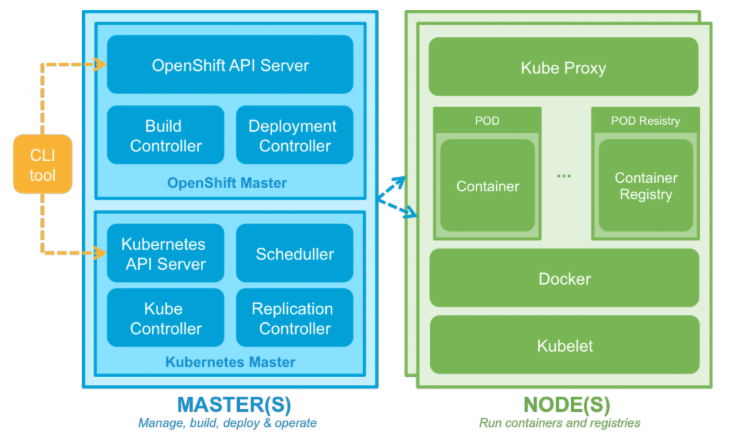 CLI
tool
OpenShift API Server
Build
Controller
Deployment
Controller
OpenShift Master
Kubernetes
API Server
Scheduller
Kube
Controller
Replication
Controller
Kubernetes Master
MASTER(S)
Manage, build, deploy & operate
Kube Proxy
POD
Container
...
POD Registry
Container
Registry
Docker
Kubelet
NODE(S)
Run containers and registries